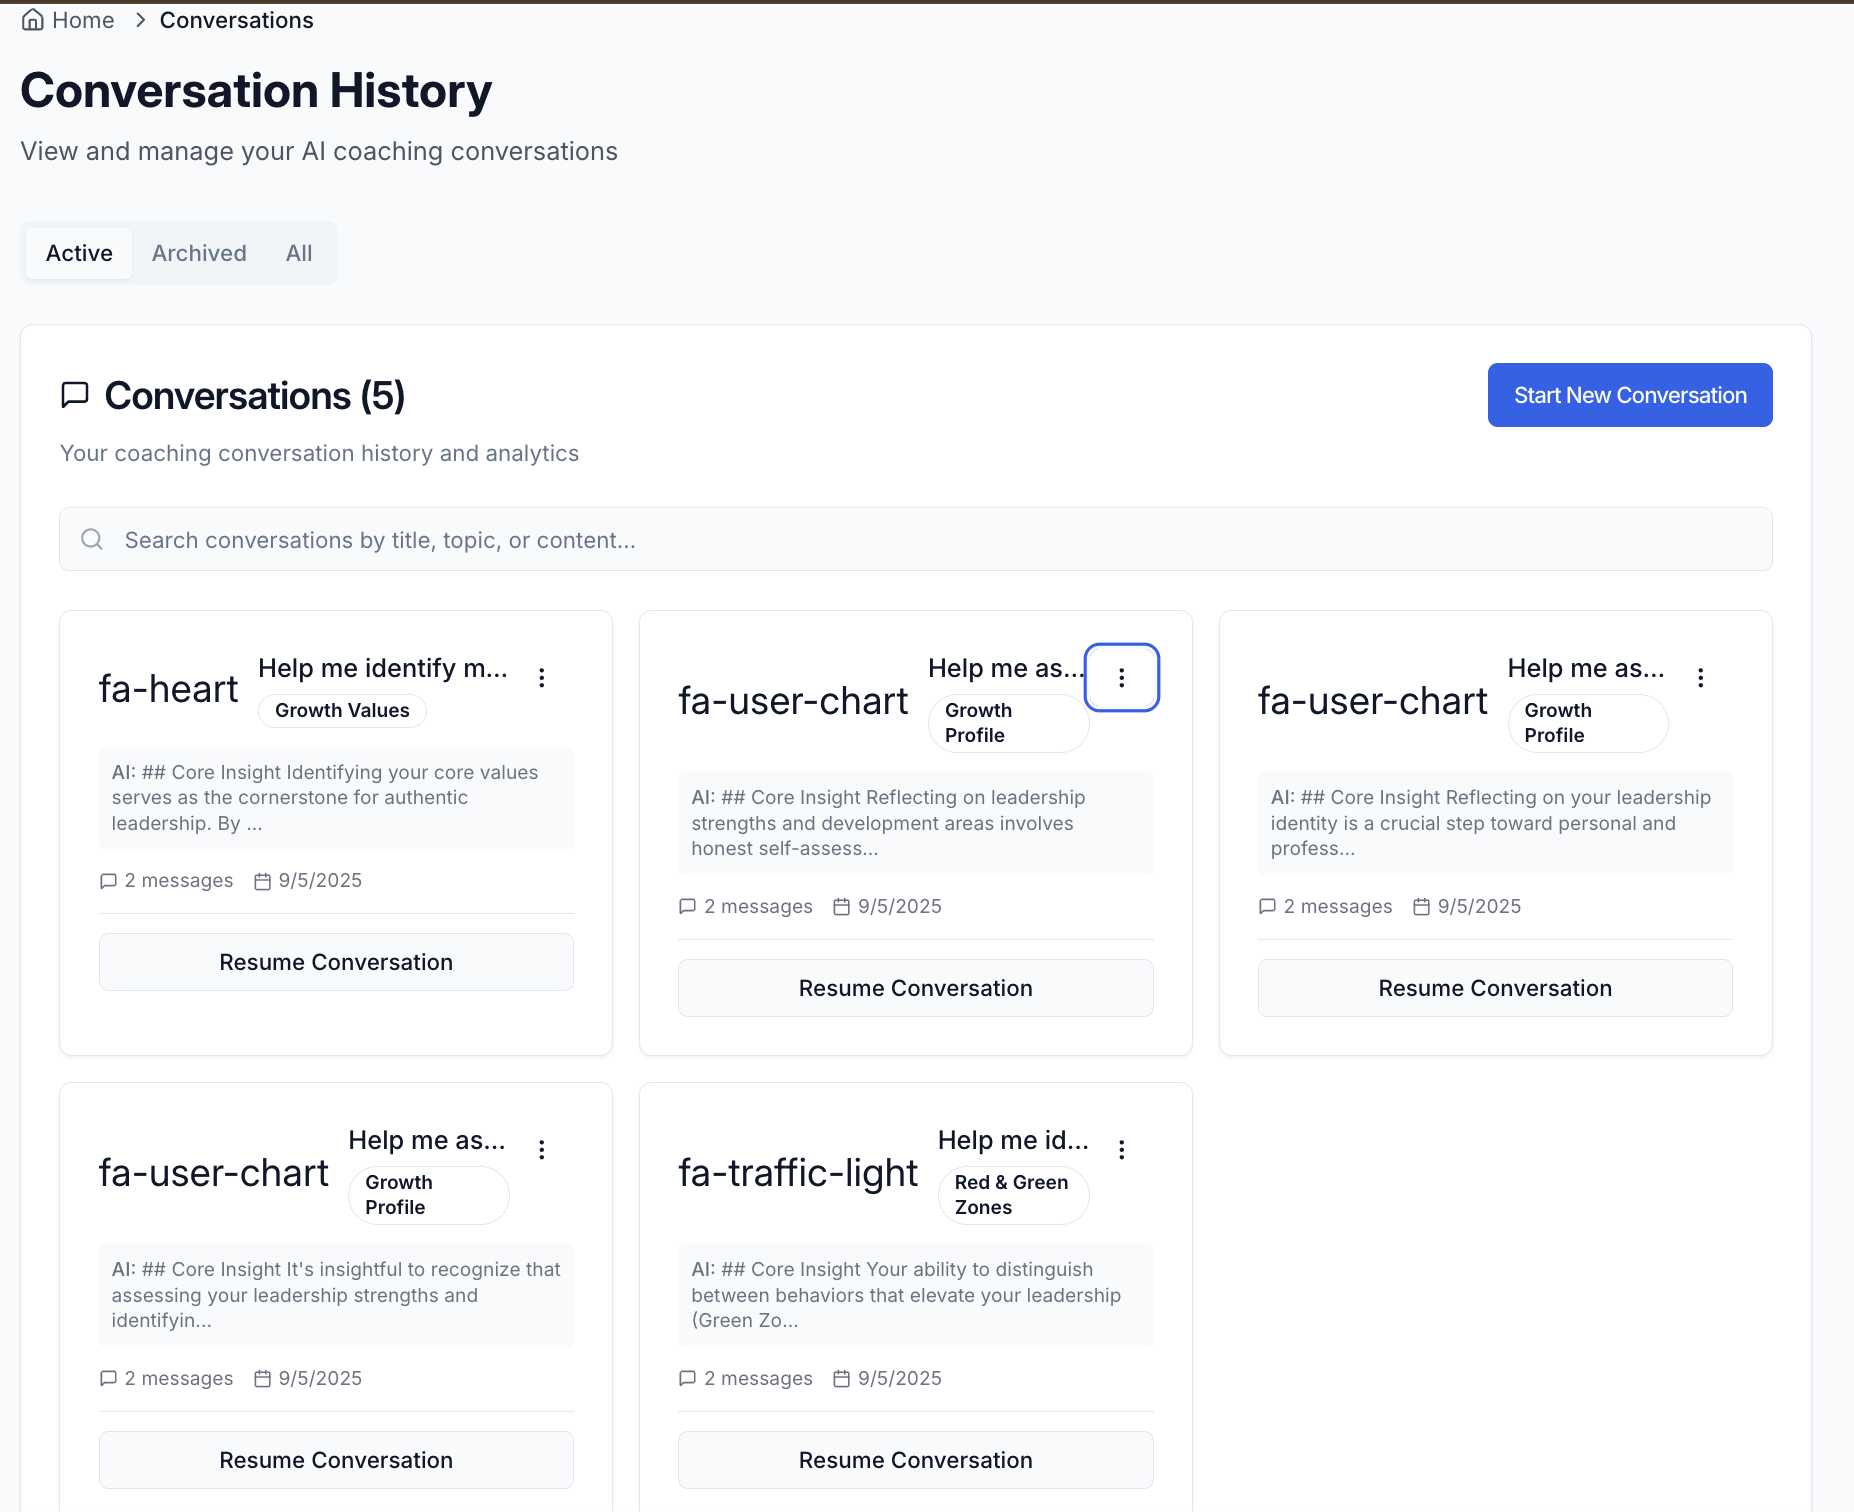 Home > Conversations
Conversation History
View and manage your AI coaching conversations
Active Archived All
Conversations (5)
Start New Conversation
Your coaching conversation history and analytics
Search conversations by title, topic, or content...
fa-heart
Help me identify m...
Growth Values
AI: ## Core Insight Identifying your core values
serves as the cornerstone for authentic
leadership. By ...
2 messages 9/5/2025
Resume Conversation
fa-user-chart
Help me as...
Growth
Profile
AI: ## Core Insight Reflecting on leadership
strengths and development areas involves
honest self-assess...
2 messages 9/5/2025
Resume Conversation
fa-user-chart
Help me as...
Growth
Profile
AI: ## Core Insight Reflecting on your leadership
identity is a crucial step toward personal and
profess...
2 messages 9/5/2025
Resume Conversation
fa-user-chart
Help me as...
Growth
Profile
AI: ## Core Insight It's insightful to recognize that
assessing your leadership strengths and
identifyin...
2 messages 9/5/2025
Resume Conversation
fa-traffic-light
Help me id...
Red & Green
Zones
AI: ## Core Insight Your ability to distinguish
between behaviors that elevate your leadership
(Green Zo...
2 messages 9/5/2025
Resume Conversation